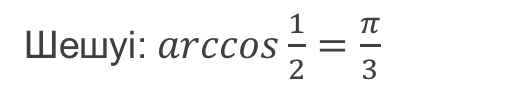 Шешуі: arccos 1/2 = π/3